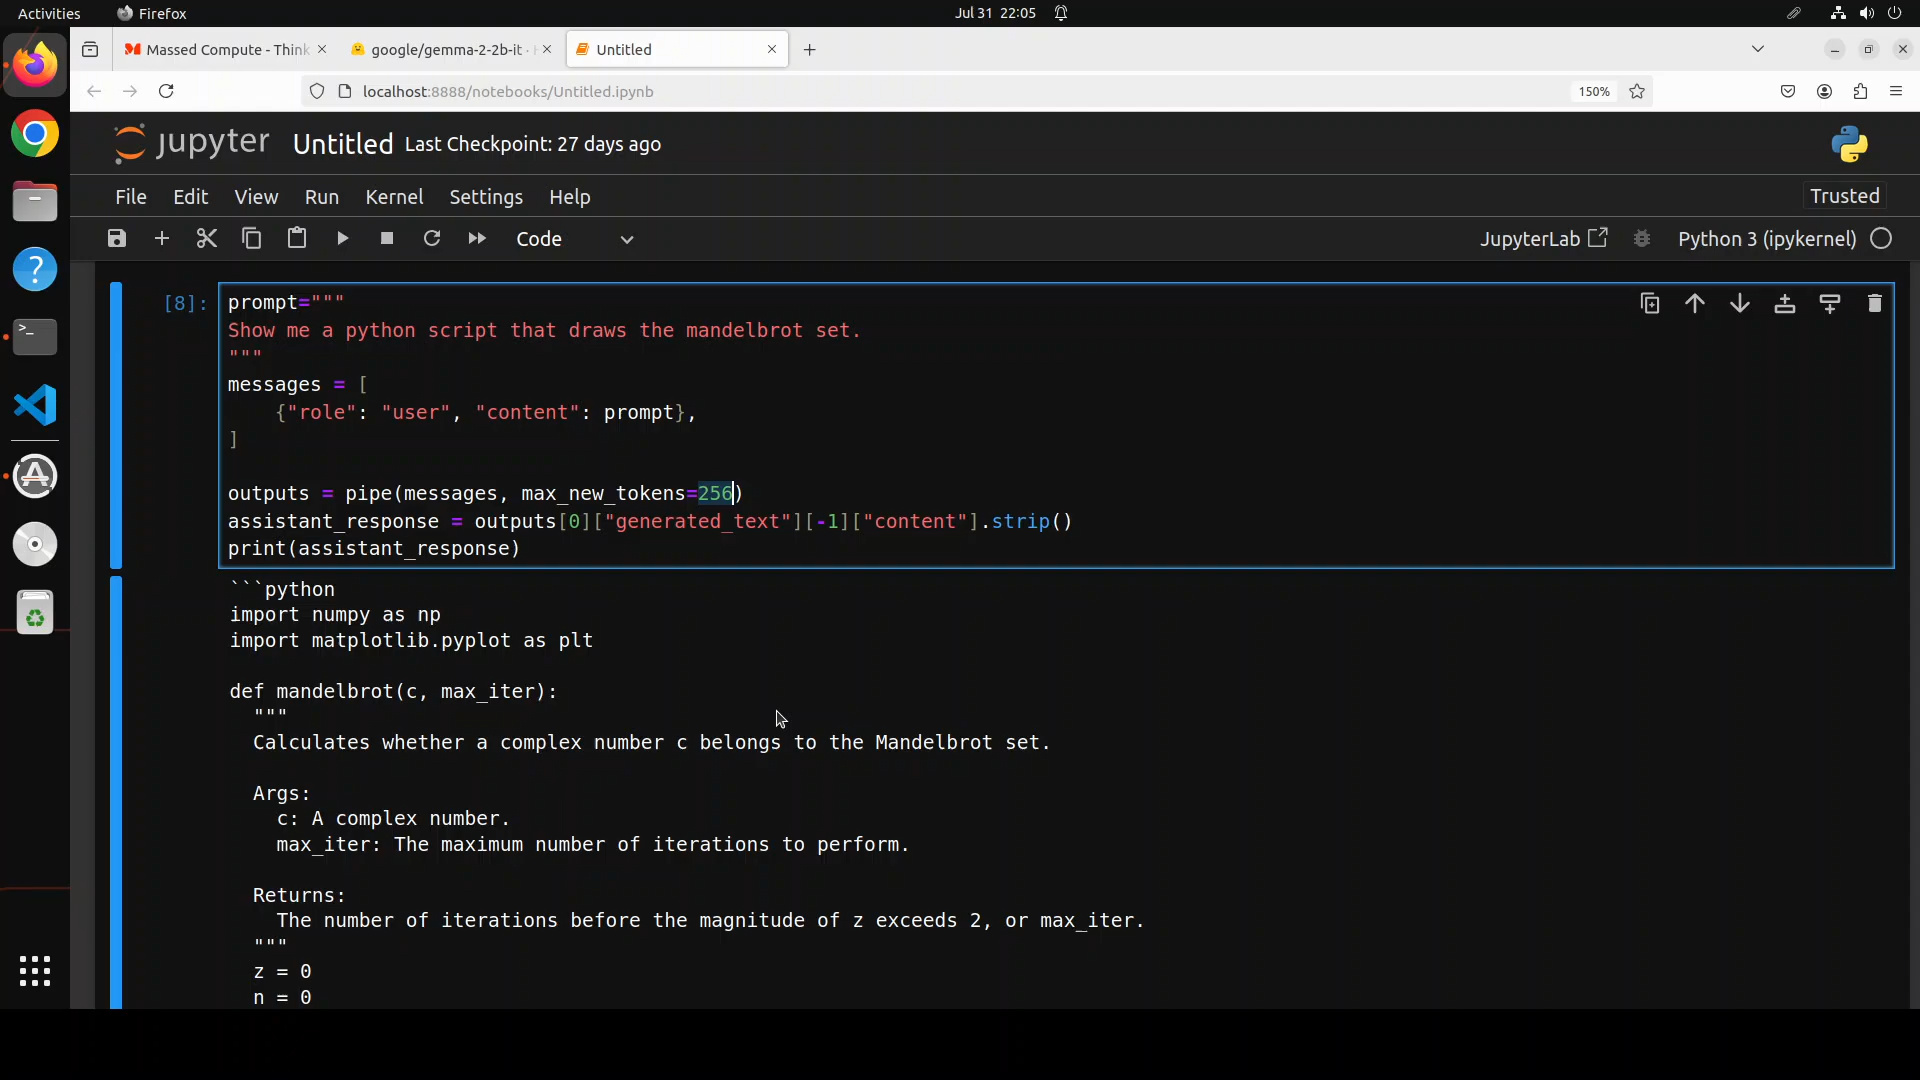 Activities
Firefox
Jul 31 22:05
Massed Compute - Think
google/gemma-2-2b-it ·
Untitled
localhost:8888/notebooks/Untitled.ipynb
150%
jupyter
Untitled Last Checkpoint: 27 days ago
File Edit View Run Kernel Settings Help
Trusted
Code
JupyterLab
Python 3 (ipykernel)
[8]:
prompt="""
Show me a python script that draws the mandelbrot set.
"""
messages = [
    {"role": "user", "content": prompt},
]
outputs = pipe(messages, max_new_tokens=256)
assistant_response = outputs[0]["generated_text"][-1]["content"].strip()
print(assistant_response)
```python
import numpy as np
import matplotlib.pyplot as plt
def mandelbrot(c, max_iter):
  """
  Calculates whether a complex number c belongs to the Mandelbrot set.
  Args:
    c: A complex number.
    max_iter: The maximum number of iterations to perform.
  Returns:
    The number of iterations before the magnitude of z exceeds 2, or max_iter.
  """
  z = 0
  n = 0